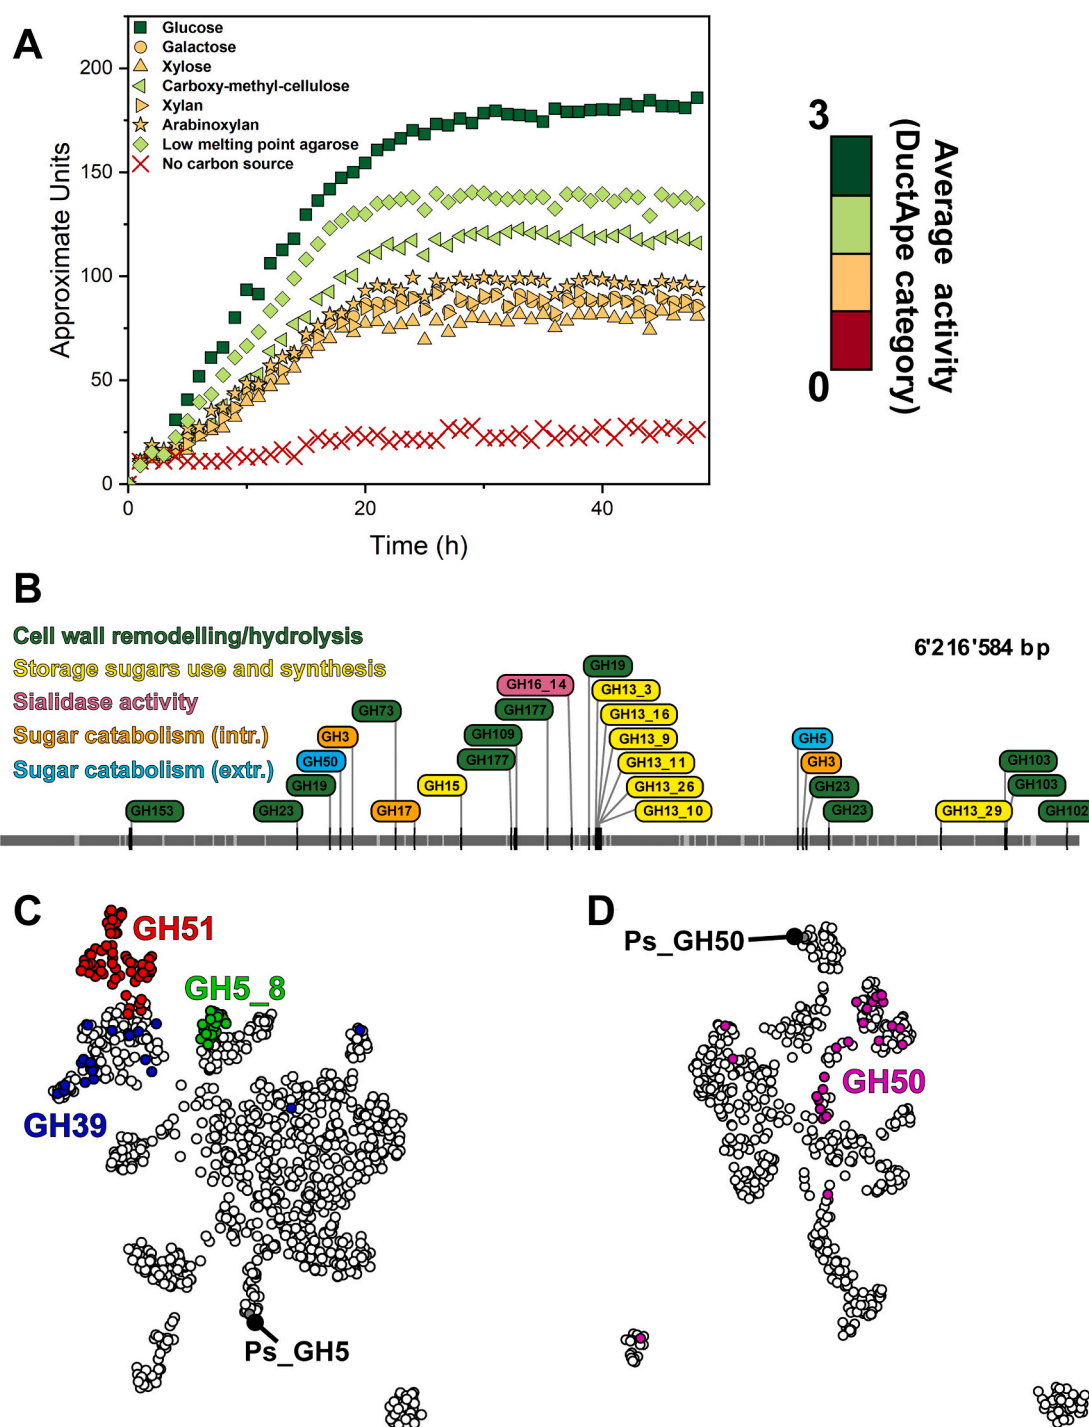 A
Glucose
Galactose
Xylose
Carboxy-methyl-cellulose
Xylan
Arabinoxylan
Low melting point agarose
No carbon source
200
150
100
50
0
Approximate Units
0
20
40
Time (h)
3
0
Average activity
(DuctApe category)
B
Cell wall remodelling/hydrolysis
Storage sugars use and synthesis
Sialidase activity
Sugar catabolism (intr.)
Sugar catabolism (extr.)
6'216'584 bp
GH19
GH16_14
GH13_3
GH73
GH177
GH13_16
GH3
GH109
GH13_9
GH5
GH50
GH177
GH13_11
GH3
GH103
GH19
GH15
GH13_26
GH23
GH103
GH153
GH23
GH17
GH13_10
GH23
GH13_29
GH102
C
GH51
GH5_8
GH39
Ps_GH5
D
Ps_GH50
GH50